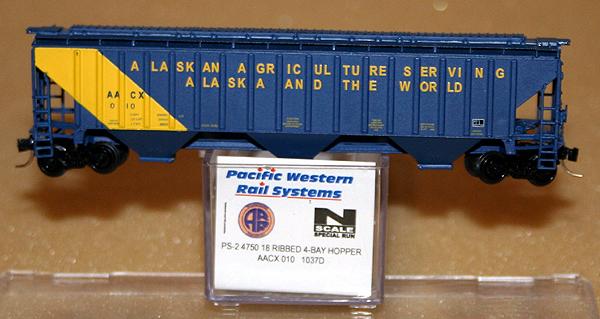 ALASKAN AGRICULTURE SERVING
ALASKA AND THE WORLD
AACX
010
Pacific Western
Rail Systems
N
SCALE
SPECIAL RUN
PS-2 4750 18 RIBBED 4-BAY HOPPER
AACX 010 1037D